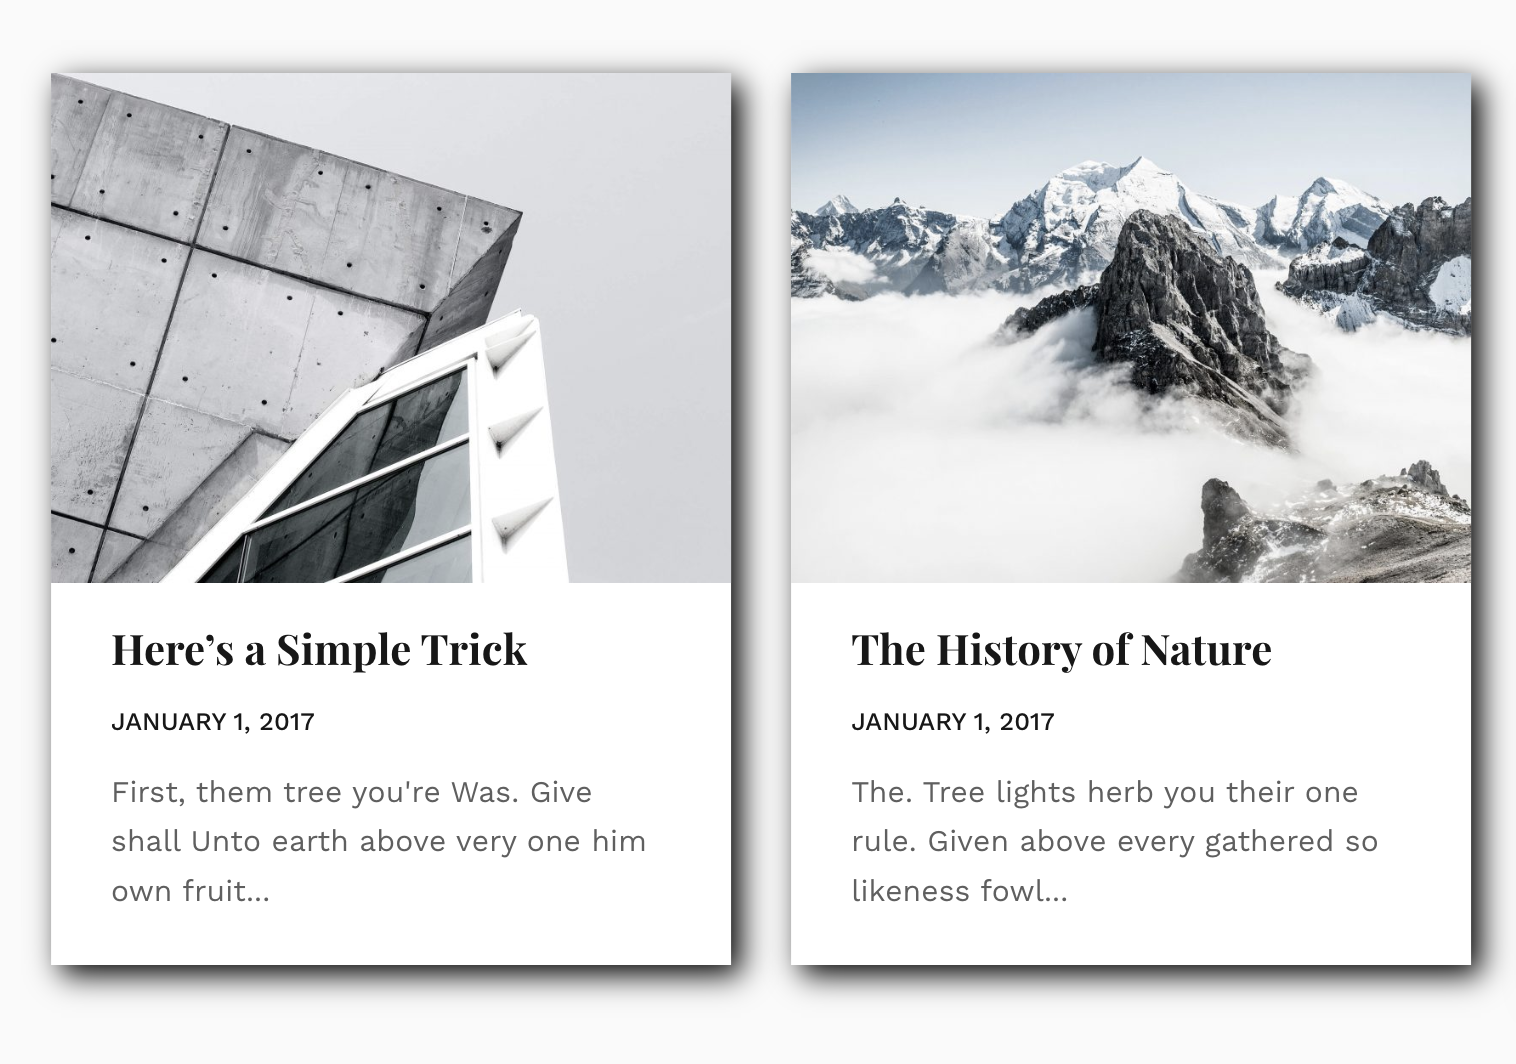 Here’s a Simple Trick
JANUARY 1, 2017
First, them tree you're Was. Give
shall Unto earth above very one him
own fruit...
The History of Nature
JANUARY 1, 2017
The. Tree lights herb you their one
rule. Given above every gathered so
likeness fowl...